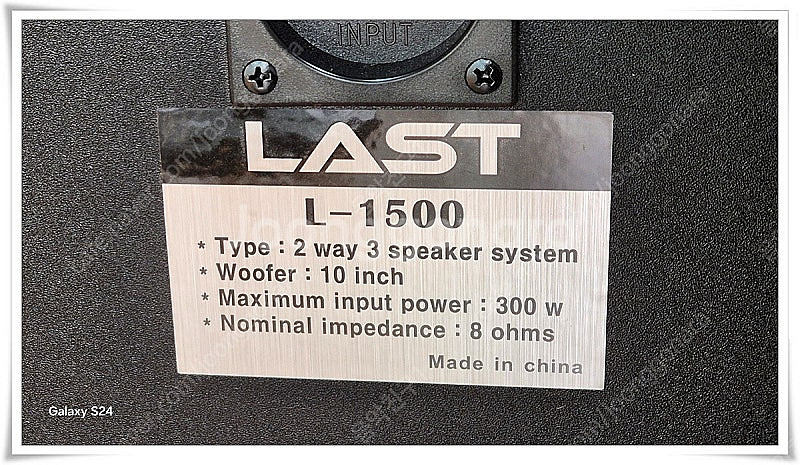 INPUT
LAST
L-1500
* Type : 2 way 3 speaker system
* Woofer : 10 inch
* Maximum input power : 300 w
* Nominal impedance : 8 ohms
Made in china
Galaxy S24